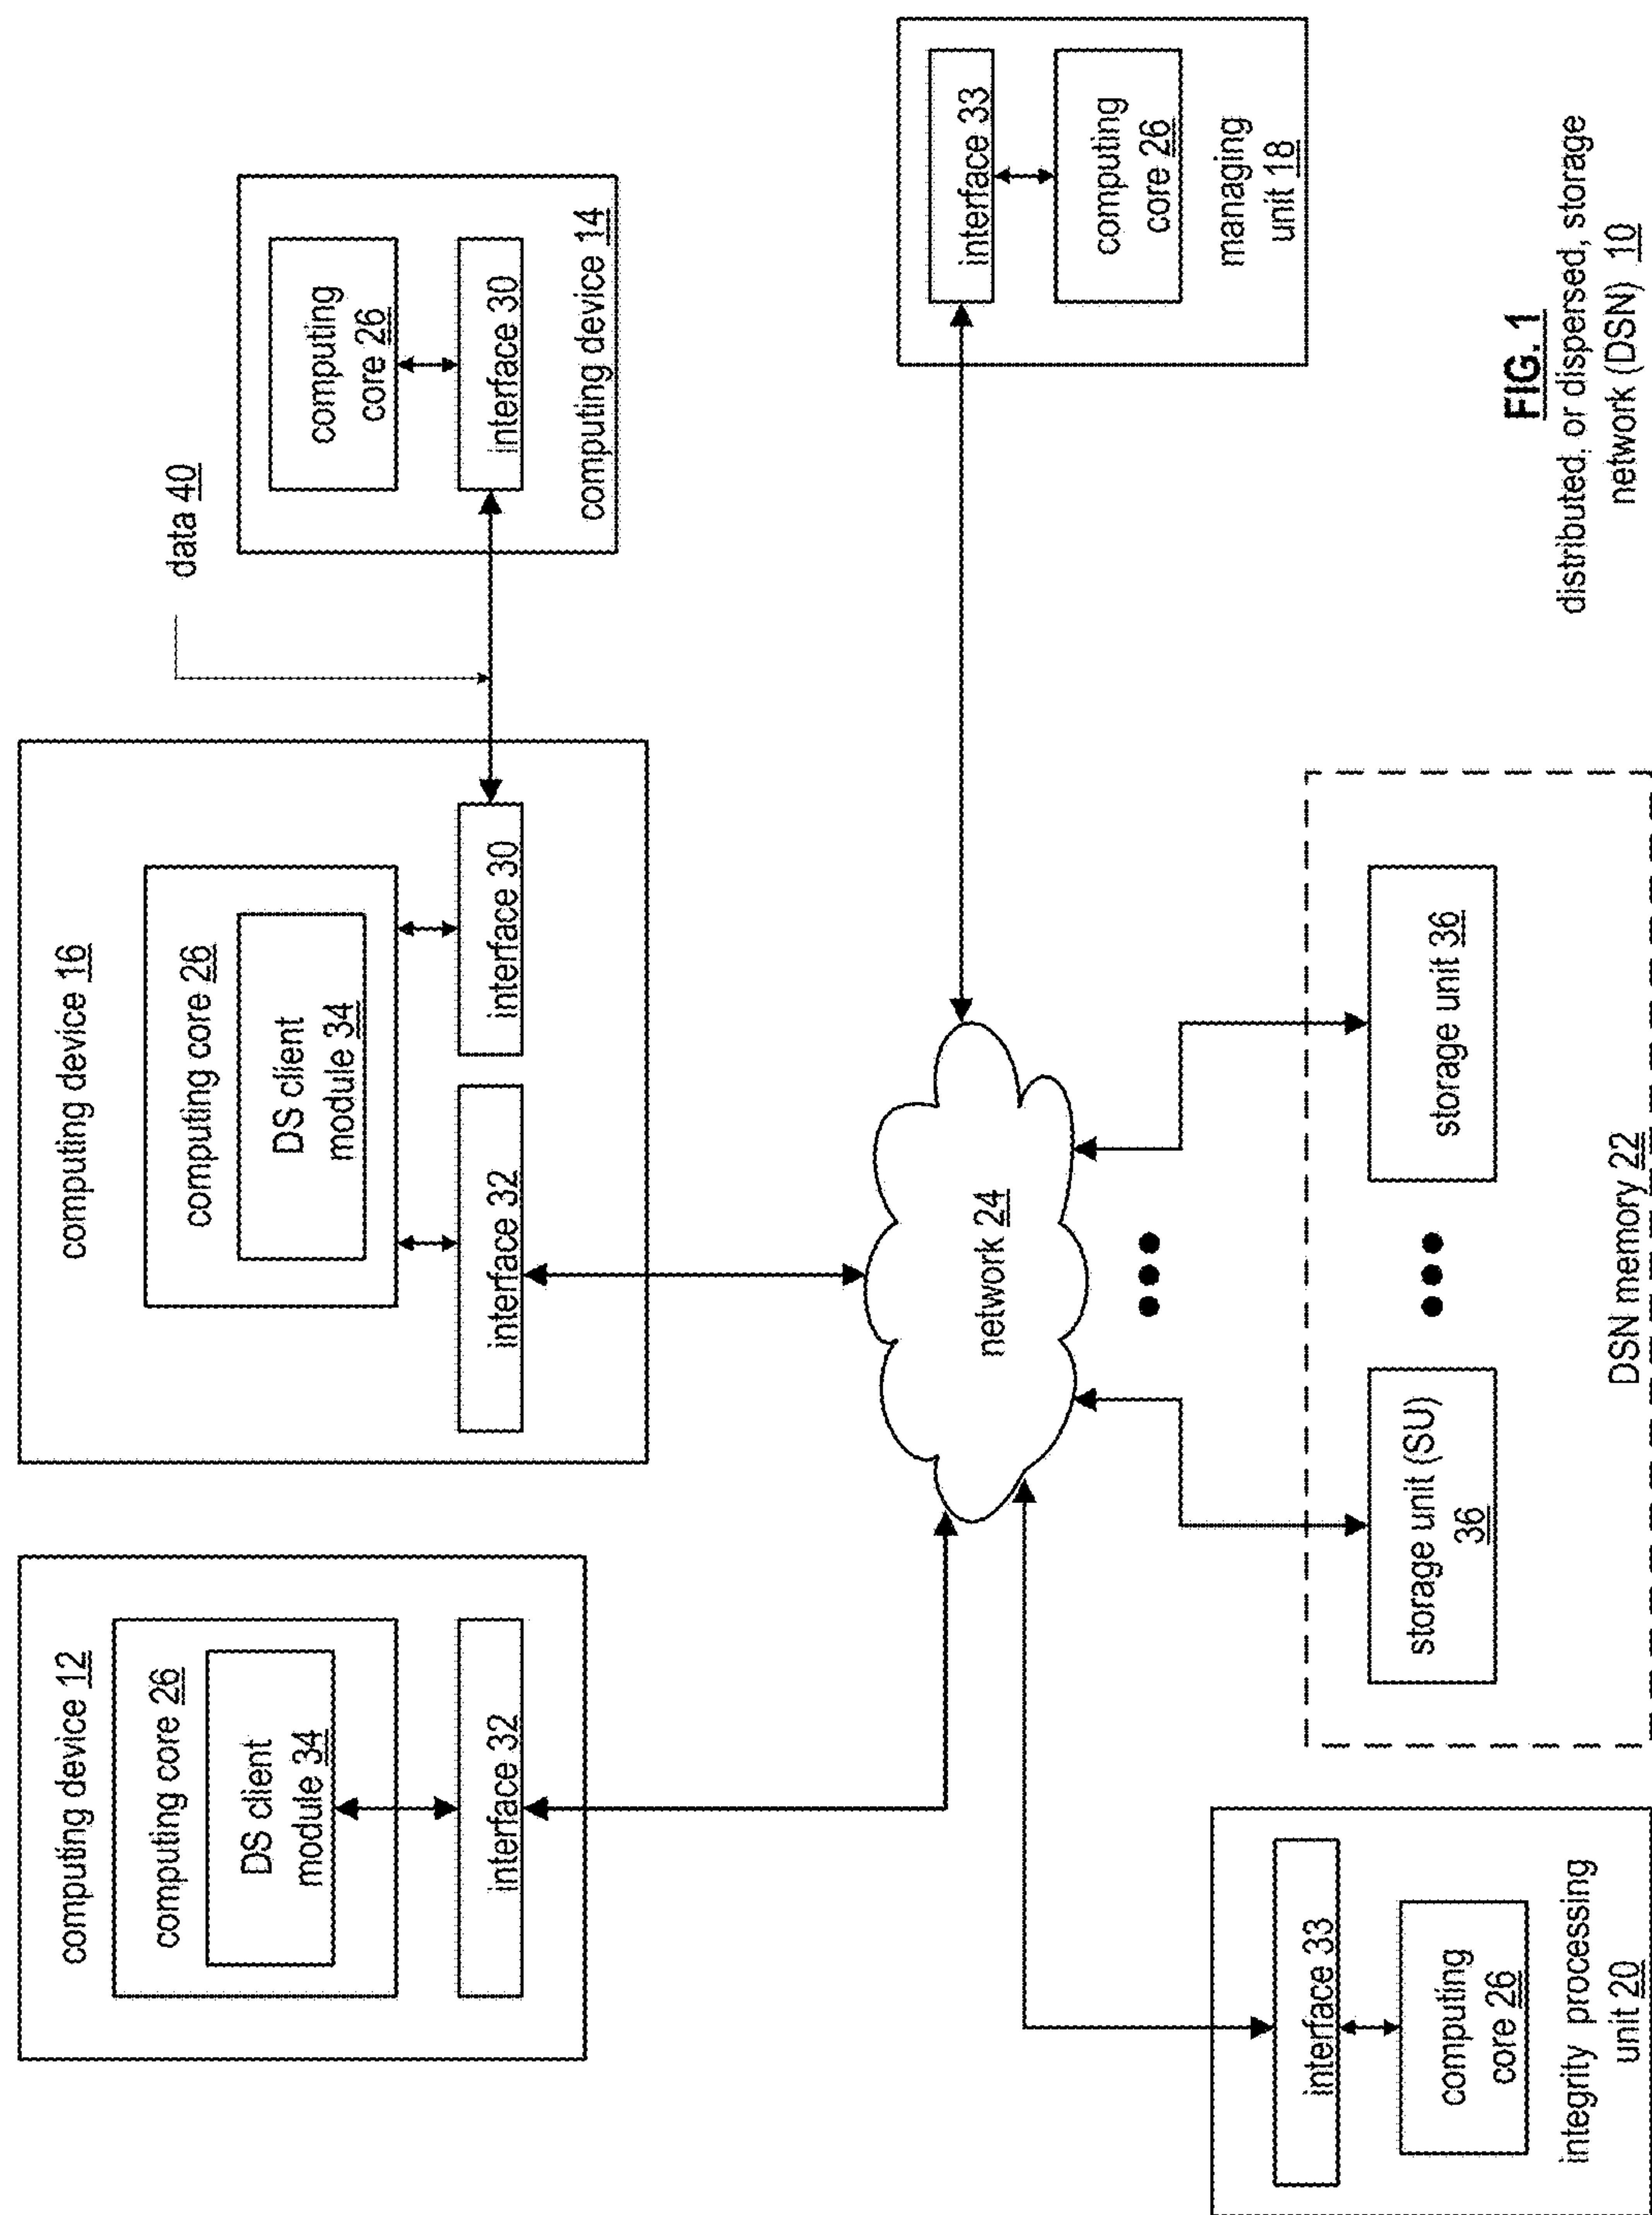 computing device 12
computing core 26
DS client
module 34
interface 32
computing device 16
computing core 26
DS client
module 34
interface 32
interface 30
data 40
computing
core 26
interface 30
computing device 14
network 24
interface 33
computing
core 26
managing
unit 18
interface 33
computing
core 26
integrity processing
unit 20
storage unit (SU)
36
storage unit 36
DSN memory 22
FIG. 1
distributed, or dispersed, storage
network (DSN) 10